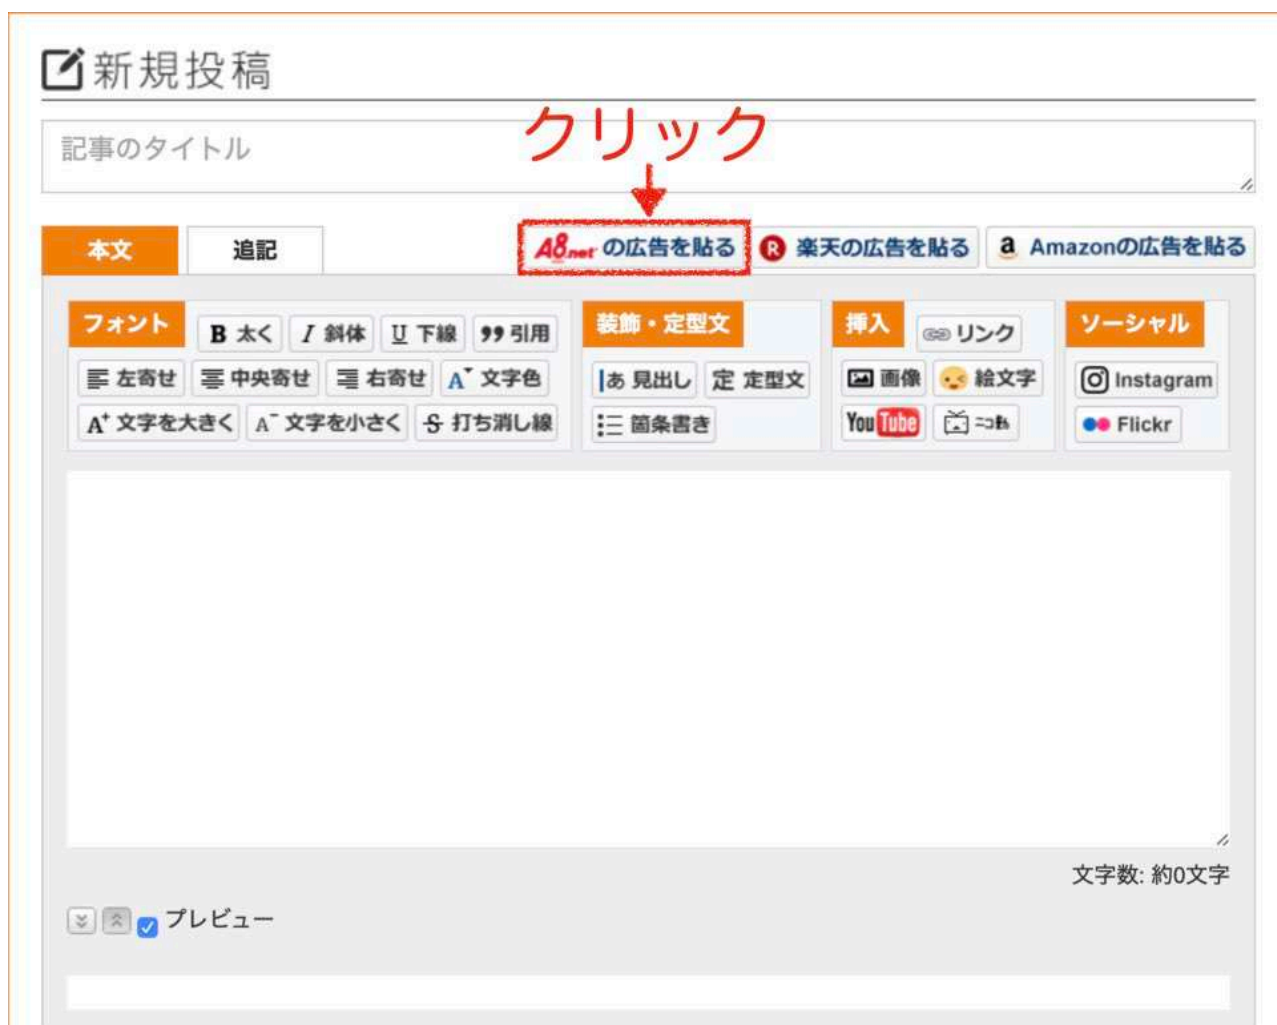 新規投稿
クリック
記事のタイトル
本文 追記 A8.net の広告を貼る R 楽天の広告を貼る a Amazonの広告を貼る
フォント B 太く I 斜体 U 下線 99 引用 装飾・定型文 挿入 リンク ソーシャル
左寄せ 中央寄せ 右寄せ A 文字色 あ 見出し 定 定型文 画像 絵文字 Instagram
A+ 文字を大きく A- 文字を小さく S 打ち消し線 箇条書き YouTube ニコ動 Flickr
文字数: 約0文字
プレビュー